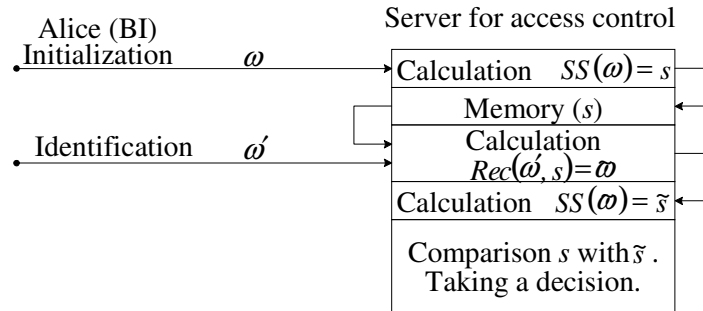 Server for access control
Alice (BI)
Initialization ω
Calculation SS(ω) = s
Memory (s)
Identification ω′
Calculation
Rec(ω′, s) = ω̃
Calculation SS(ω̃) = s̃
Comparison s with s̃ .
Taking a decision.